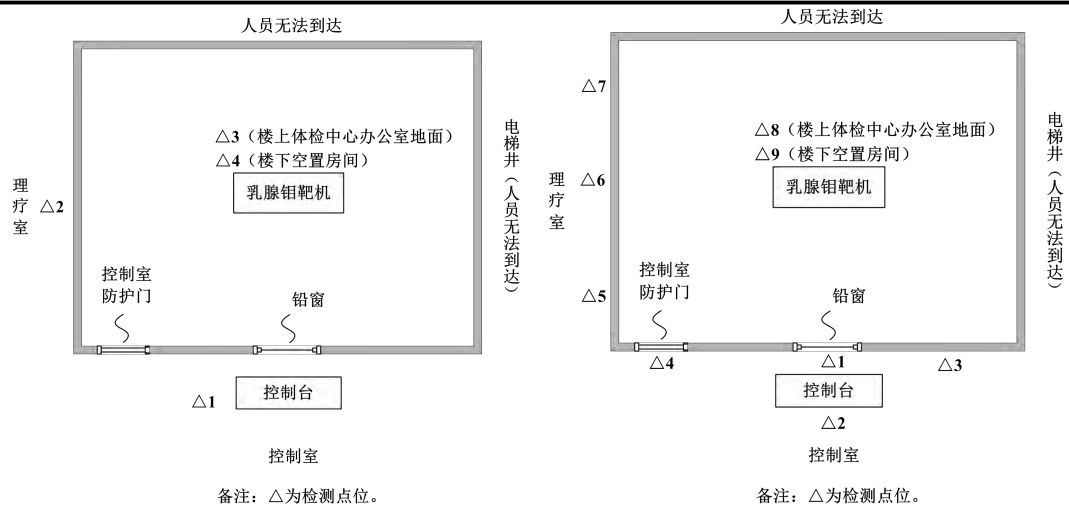 人员无法到达
△3（楼上体检中心办公室地面）
△4（楼下空置房间）
乳腺钼靶机
理疗室
△2
电梯井（人员无法到达）
控制室
防护门
铅窗
△1
控制台
控制室
备注：△为检测点位。
人员无法到达
△7
△8（楼上体检中心办公室地面）
△9（楼下空置房间）
乳腺钼靶机
理疗室
△6
电梯井（人员无法到达）
△5
控制室
防护门
铅窗
△4
△1
△3
控制台
△2
控制室
备注：△为检测点位。